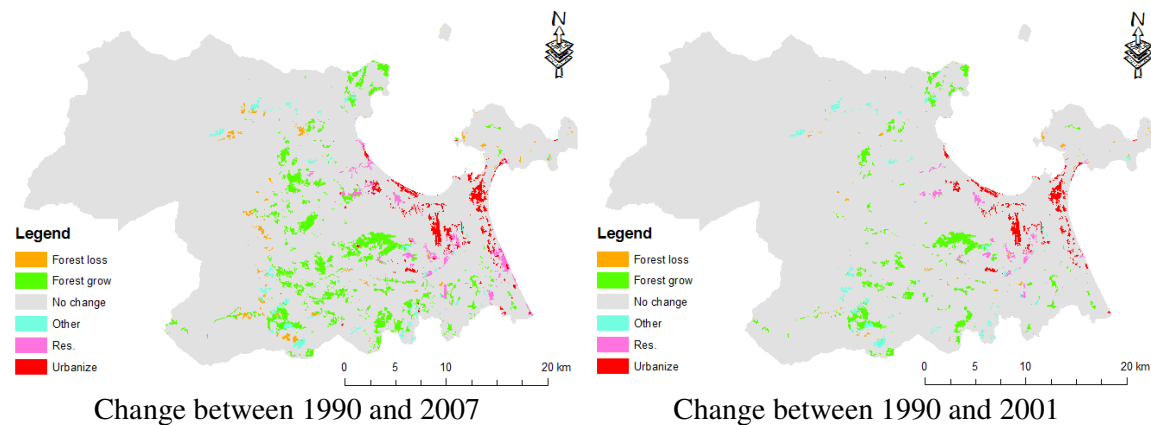 N
Legend
Forest loss
Forest grow
No change
Other
Res.
Urbanize
0 5 10 20 km
Change between 1990 and 2007
N
Legend
Forest loss
Forest grow
No change
Other
Res.
Urbanize
0 5 10 20 km
Change between 1990 and 2001